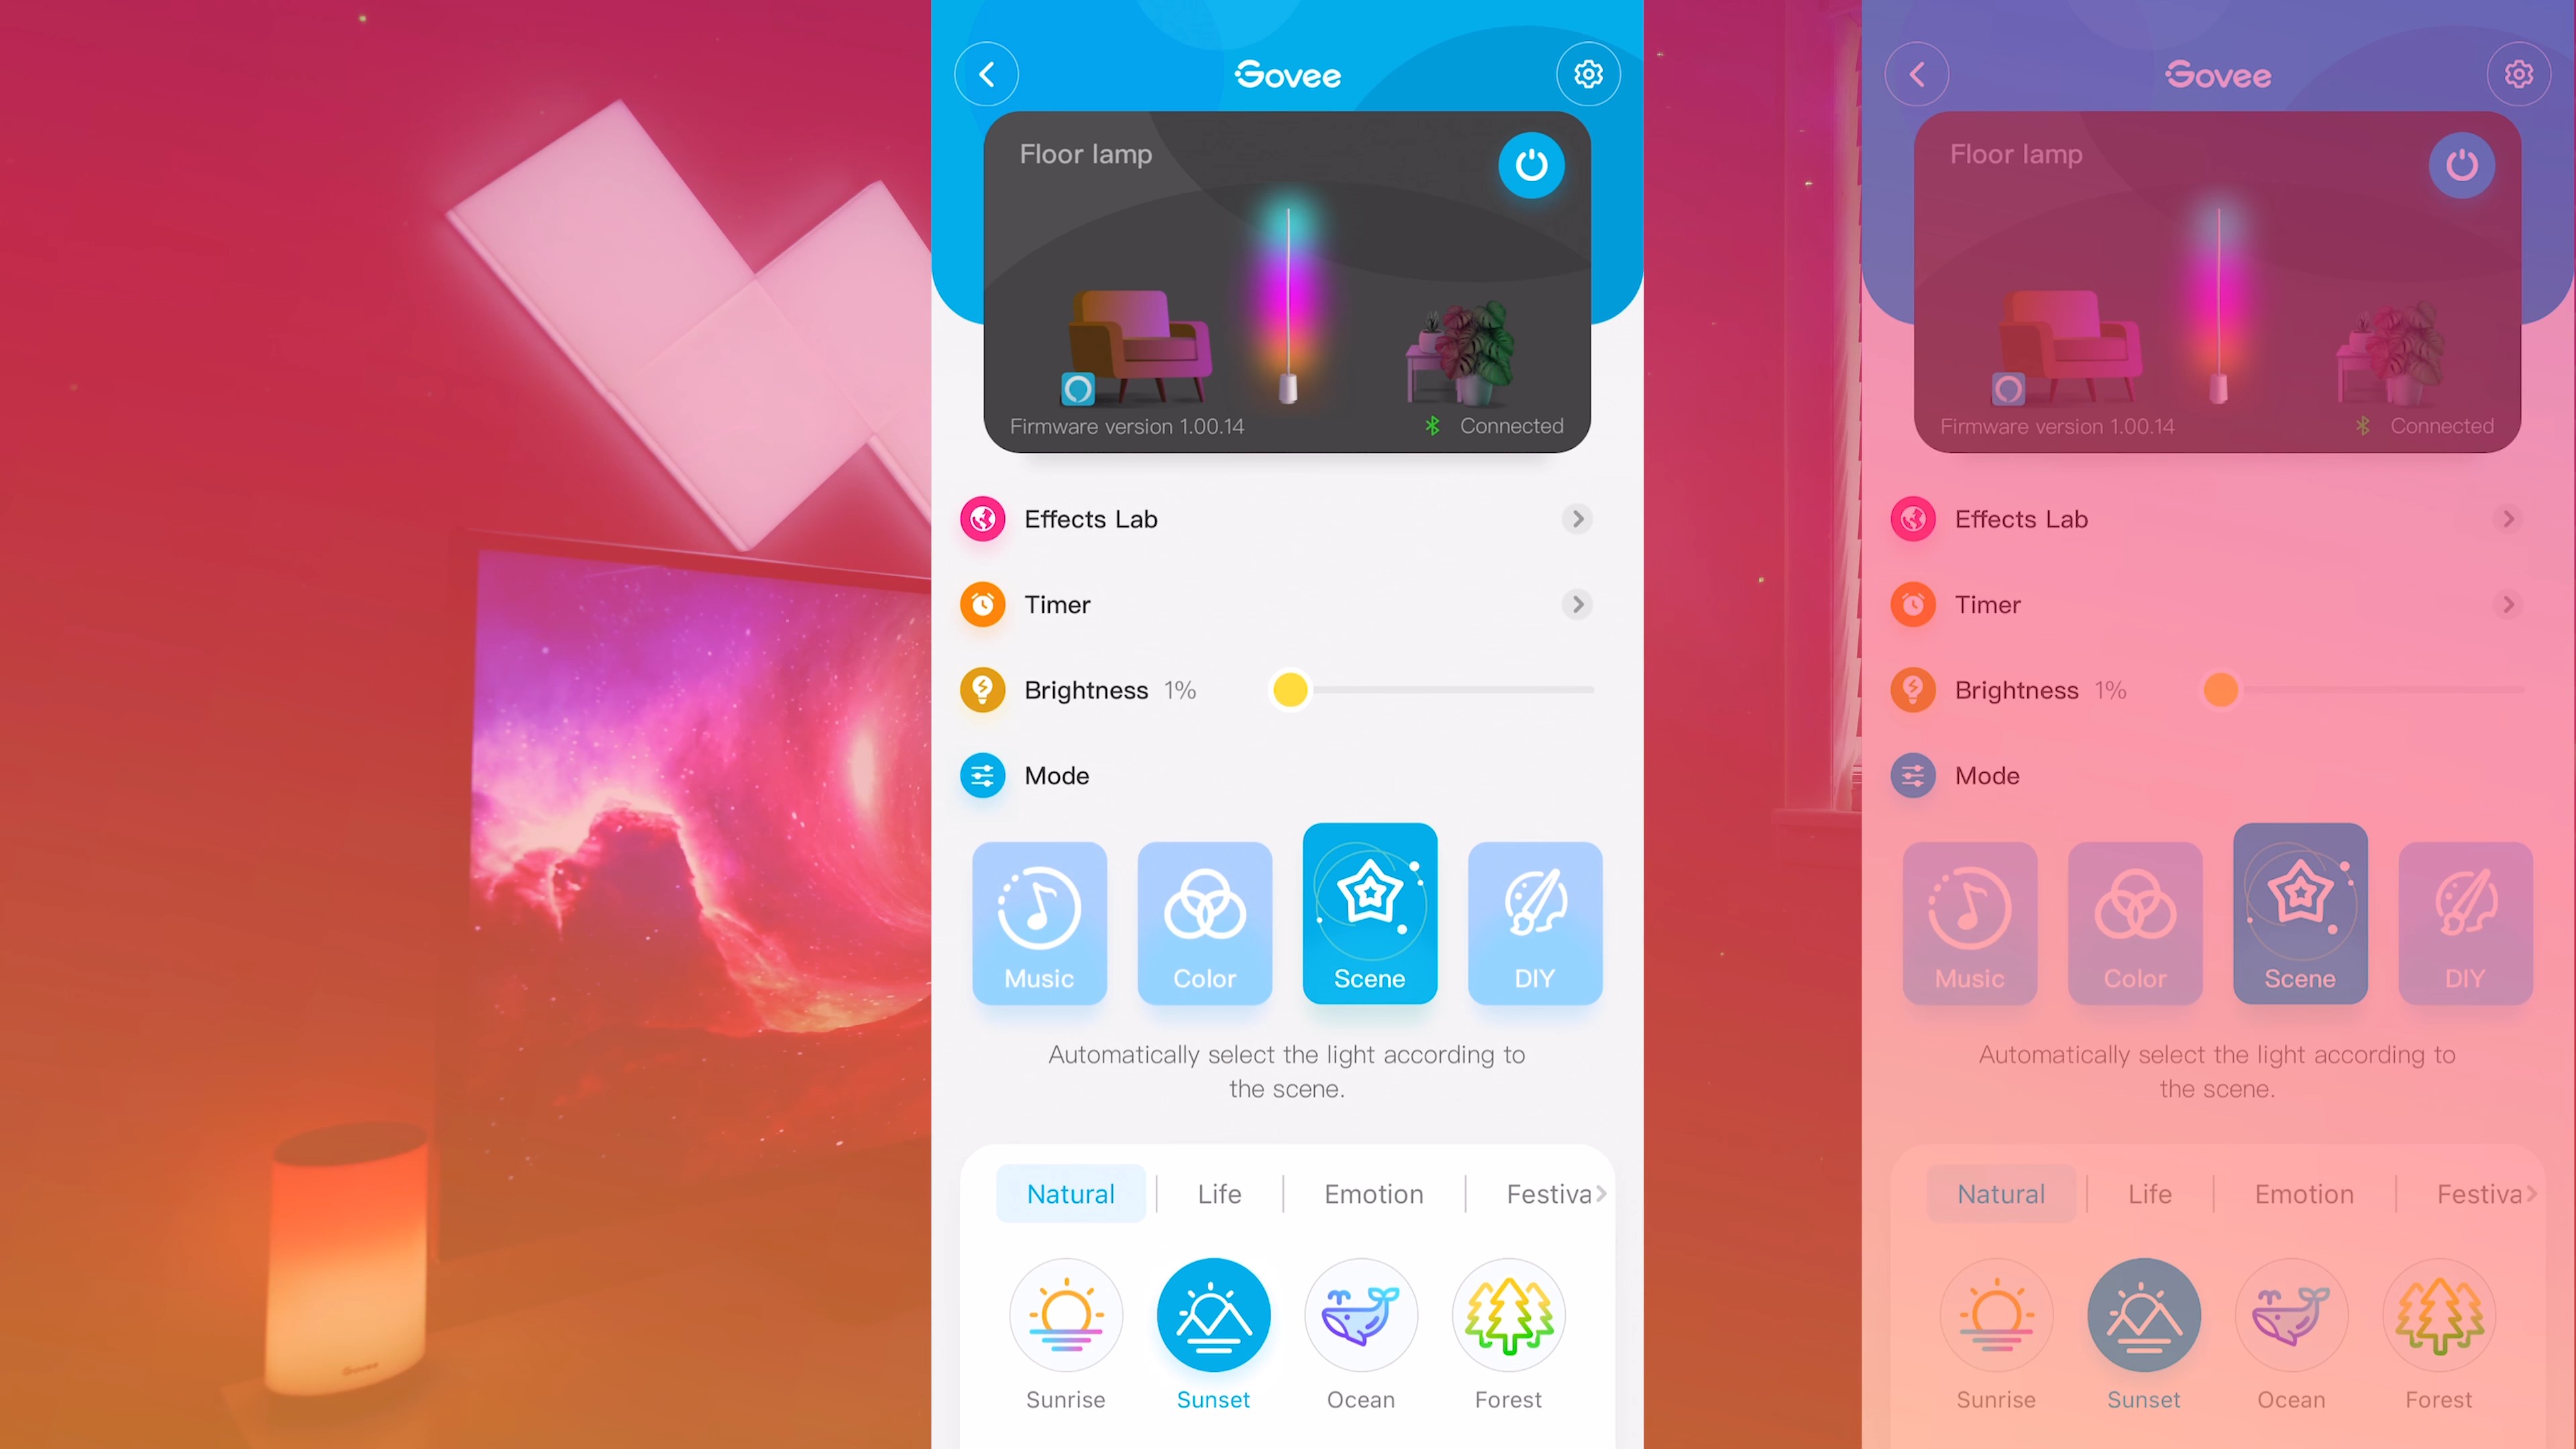 Govee
Floor lamp
Firmware version 1.00.14
Connected
Effects Lab
Timer
Brightness 1%
Mode
Music
Color
Scene
DIY
Automatically select the light according to
the scene.
Natural
Life
Emotion
Festiva
Sunrise
Sunset
Ocean
Forest
Govee
Floor lamp
Firmware version 1.00.14
Connected
Effects Lab
Timer
Brightness 1%
Mode
Music
Color
Scene
DIY
Automatically select the light according to
the scene.
Natural
Life
Emotion
Festiva
Sunrise
Sunset
Ocean
Forest
Govee